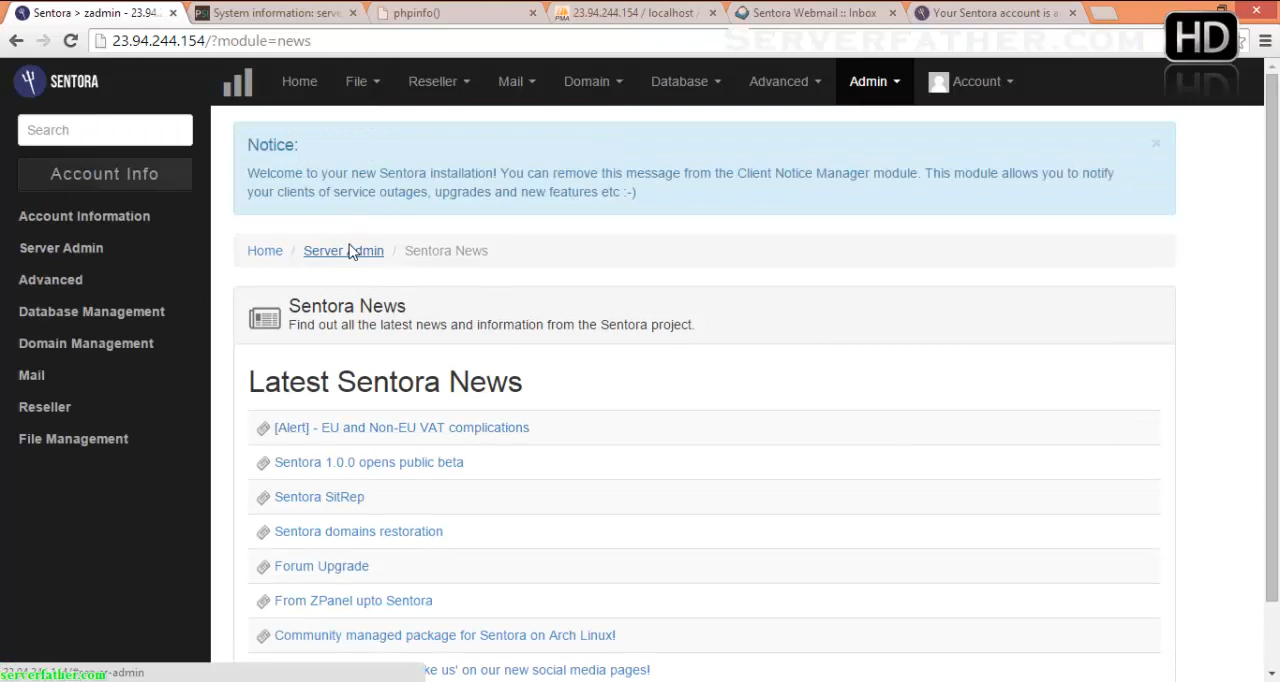 Sentora > zadmin - 23.94.
System information: serve
phpinfo()
23.94.244.154 / localhost
Sentora Webmail :: Inbox
Your Sentora account is a
23.94.244.154/?module=news
SERVERFATHER.COM
HD
SENTORA
Home
File
Reseller
Mail
Domain
Database
Advanced
Admin
Account
Search
Account Info
Account Information
Server Admin
Advanced
Database Management
Domain Management
Mail
Reseller
File Management
Notice:
Welcome to your new Sentora installation! You can remove this message from the Client Notice Manager module. This module allows you to notify
your clients of service outages, upgrades and new features etc :-)
Home / Server Admin / Sentora News
Sentora News
Find out all the latest news and information from the Sentora project.
Latest Sentora News
[Alert] - EU and Non-EU VAT complications
Sentora 1.0.0 opens public beta
Sentora SitRep
Sentora domains restoration
Forum Upgrade
From ZPanel upto Sentora
Community managed package for Sentora on Arch Linux!
ke us' on our new social media pages!
serverfather.com